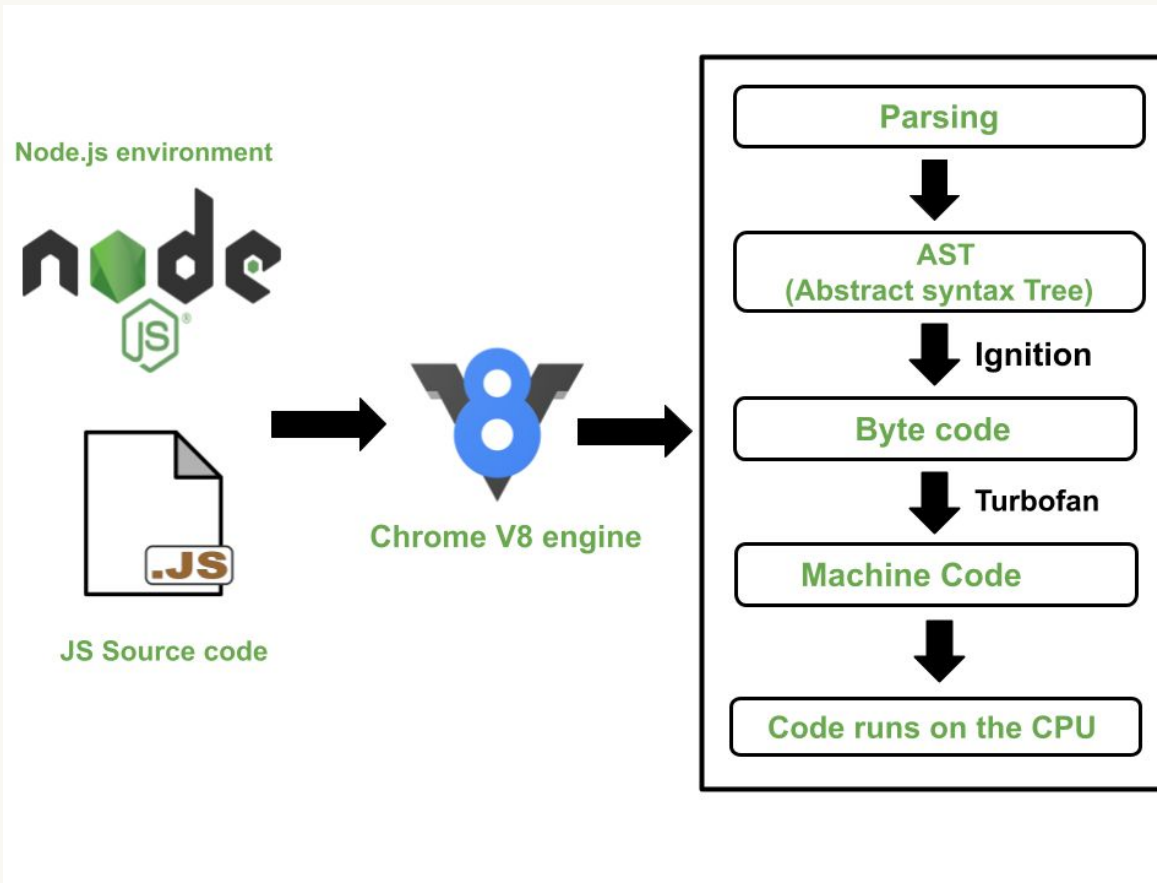 Node.js environment
node
JS®
.JS
JS Source code
Chrome V8 engine
Parsing
AST
(Abstract syntax Tree)
Ignition
Byte code
Turbofan
Machine Code
Code runs on the CPU